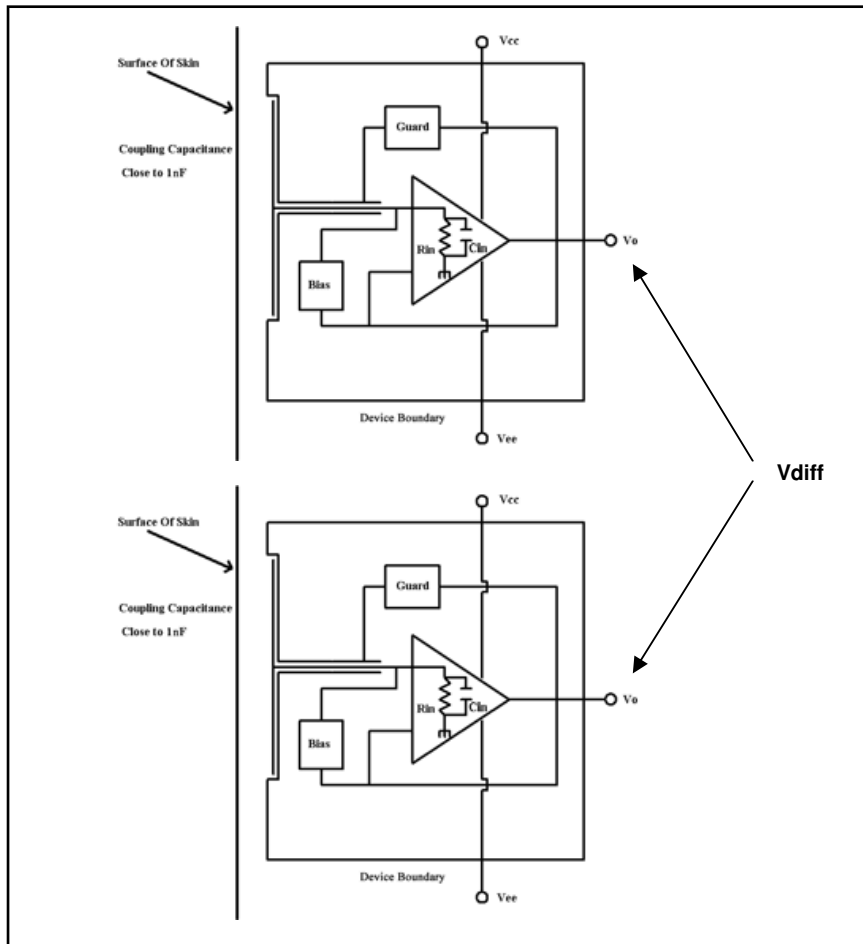 Vcc
Surface Of Skin
Guard
Coupling Capacitance
Close to 1nF
Rin
Cin
Vo
Bias
Device Boundary
Vee
Vdiff
Vcc
Surface Of Skin
Guard
Coupling Capacitance
Close to 1nF
Rin
Cin
Vo
Bias
Device Boundary
Vee